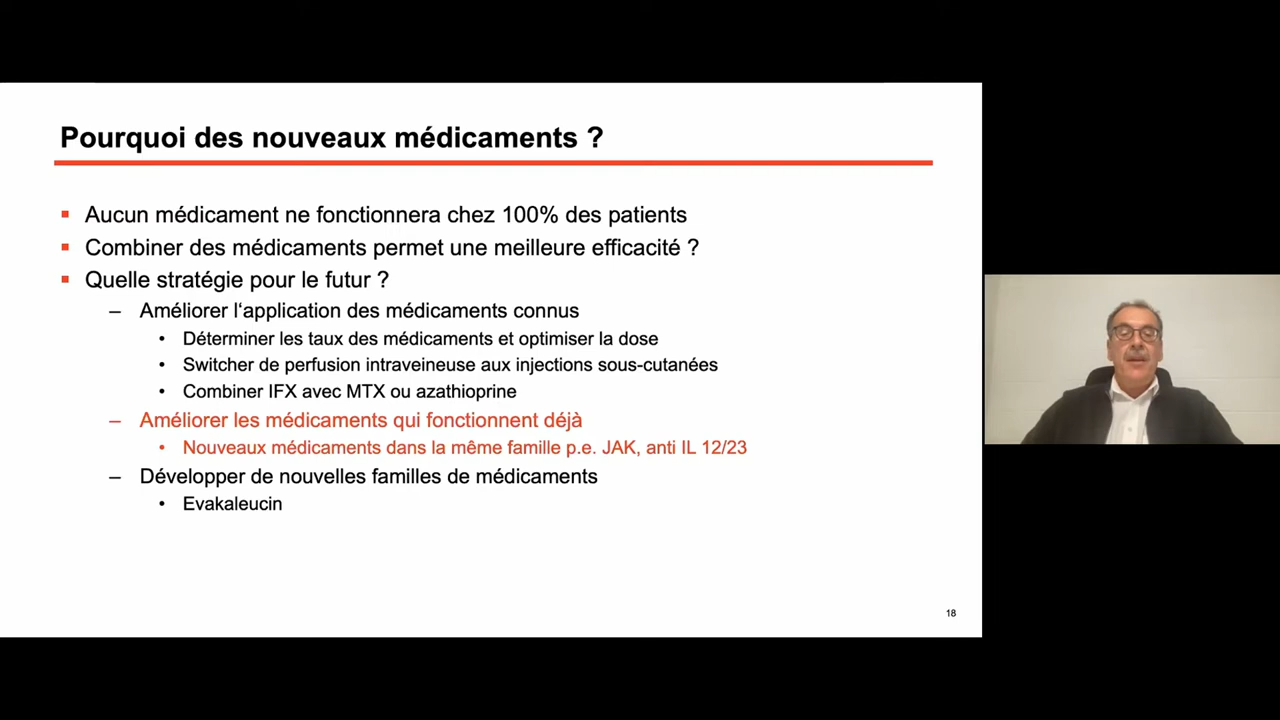 Pourquoi des nouveaux médicaments ?
▪ Aucun médicament ne fonctionnera chez 100% des patients
▪ Combiner des médicaments permet une meilleure efficacité ?
▪ Quelle stratégie pour le futur ?
– Améliorer l‘application des médicaments connus
• Déterminer les taux des médicaments et optimiser la dose
• Switcher de perfusion intraveineuse aux injections sous-cutanées
• Combiner IFX avec MTX ou azathioprine
– Améliorer les médicaments qui fonctionnent déjà
• Nouveaux médicaments dans la même famille p.e. JAK, anti IL 12/23
– Développer de nouvelles familles de médicaments
• Evakaleucin
18